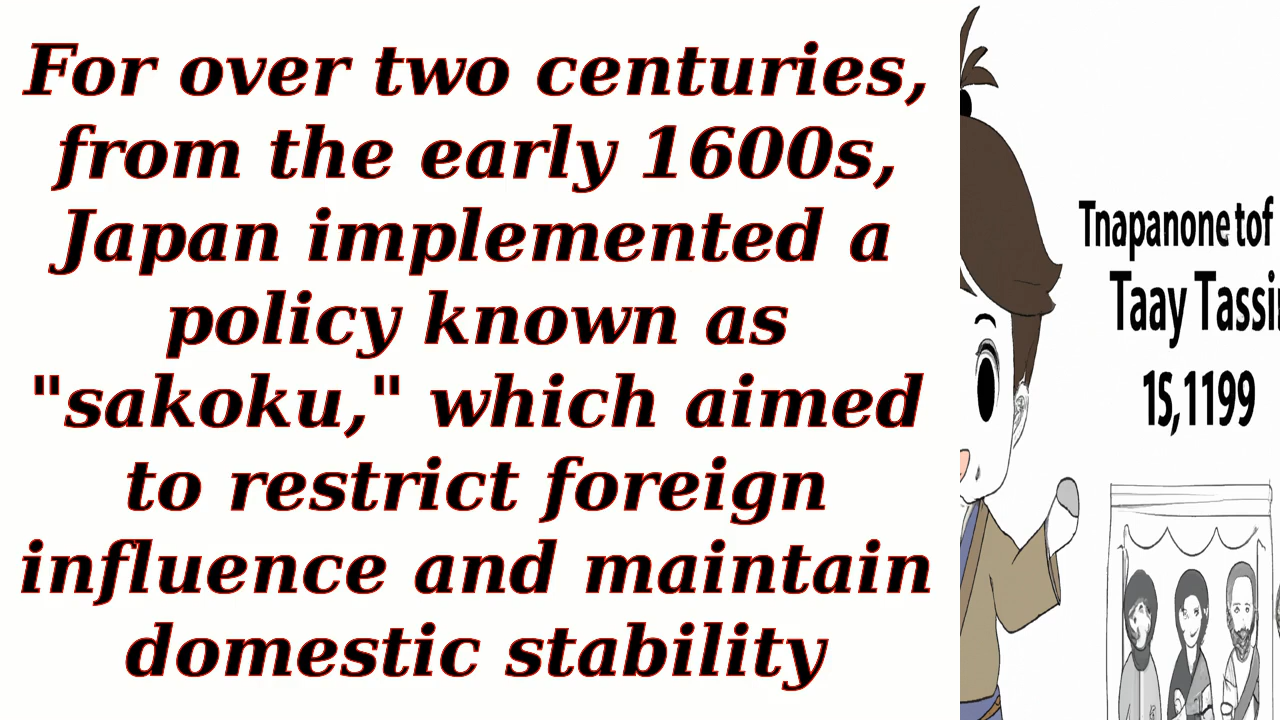 For over two centuries,
from the early 1600s,
Japan implemented a
policy known as
"sakoku," which aimed
to restrict foreign
influence and maintain
domestic stability
Tnapanone tof
Taay Tassi
1S,1199